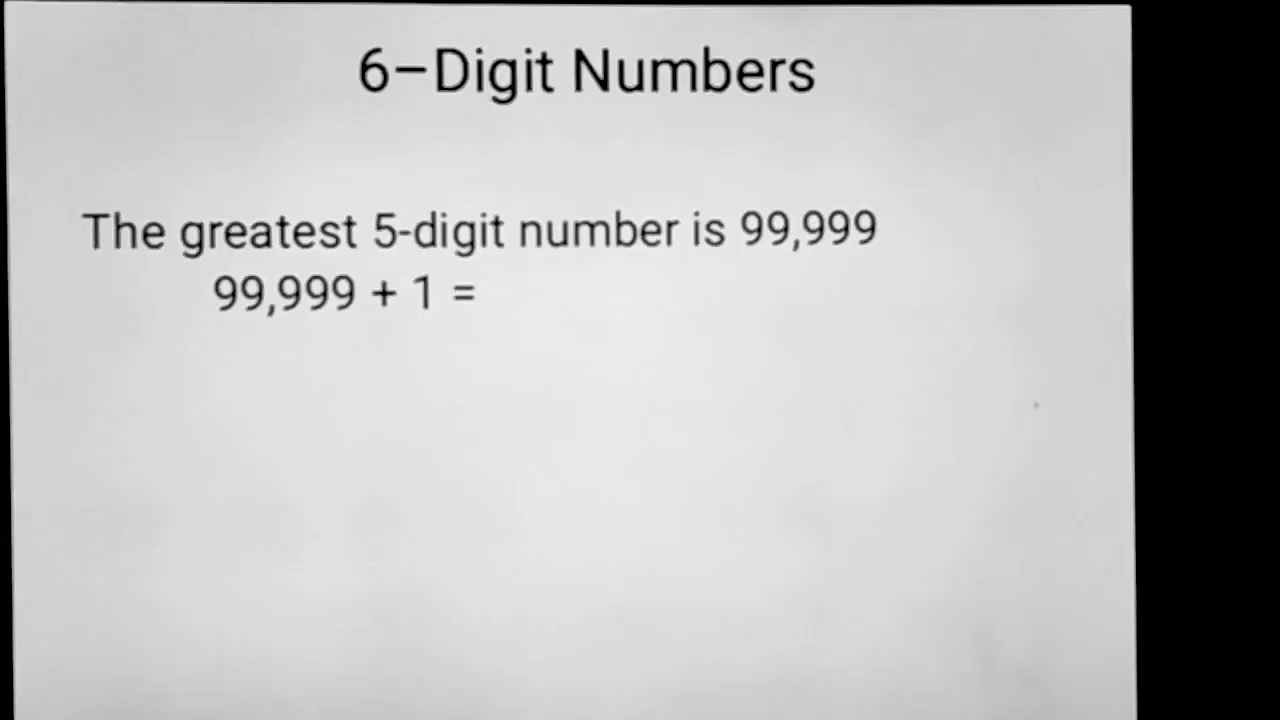 6–Digit Numbers
The greatest 5-digit number is 99,999
99,999 + 1 =